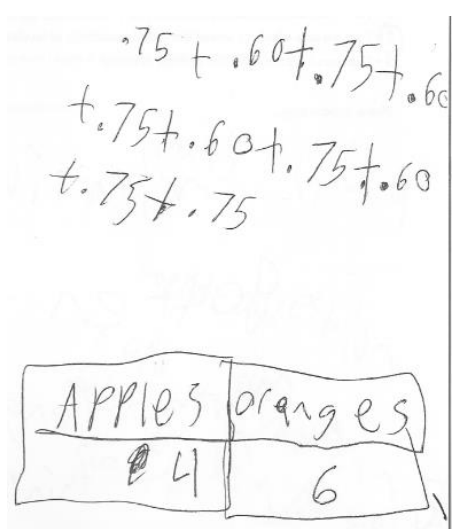 .75 + .60 + .75 + .60
+ .75 + .60 + .75 + .60
+ .75 + .75
Apples oranges
4 6